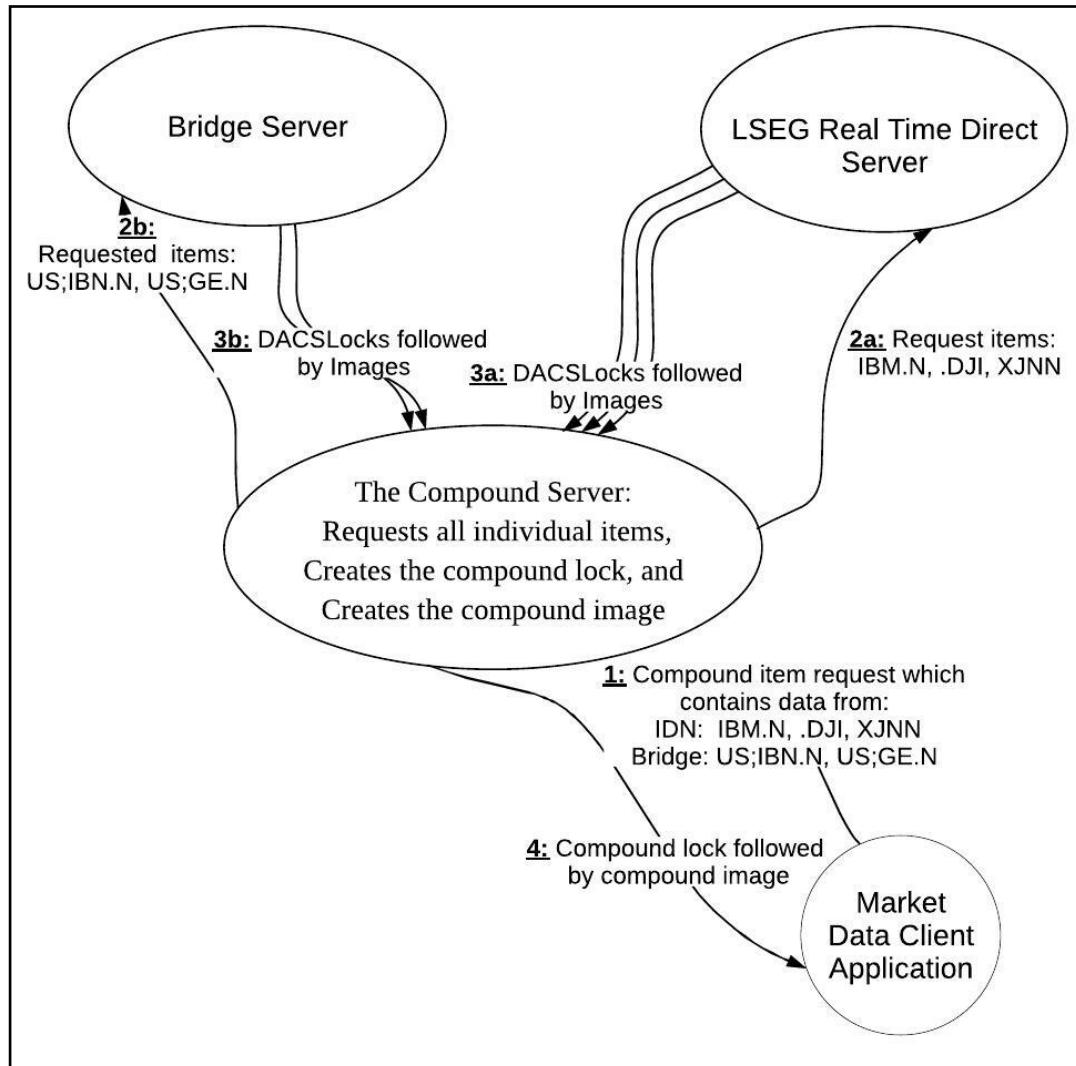 Bridge Server
LSEG Real Time Direct
Server
2b:
Requested items:
US;IBN.N, US;GE.N
3b: DACSLocks followed
by Images
3a: DACSLocks followed
by Images
2a: Request items:
IBM.N, .DJI, XJNN
The Compound Server:
Requests all individual items,
Creates the compound lock, and
Creates the compound image
1: Compound item request which
contains data from:
IDN: IBM.N, .DJI, XJNN
Bridge: US;IBN.N, US;GE.N
4: Compound lock followed
by compound image
Market
Data Client
Application